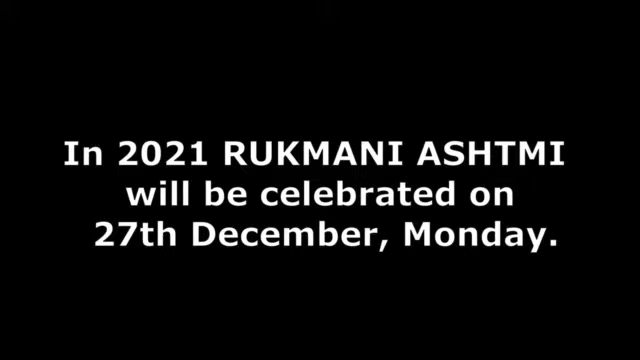 In 2021 RUKMANI ASHTMI
will be celebrated on
27th December, Monday.